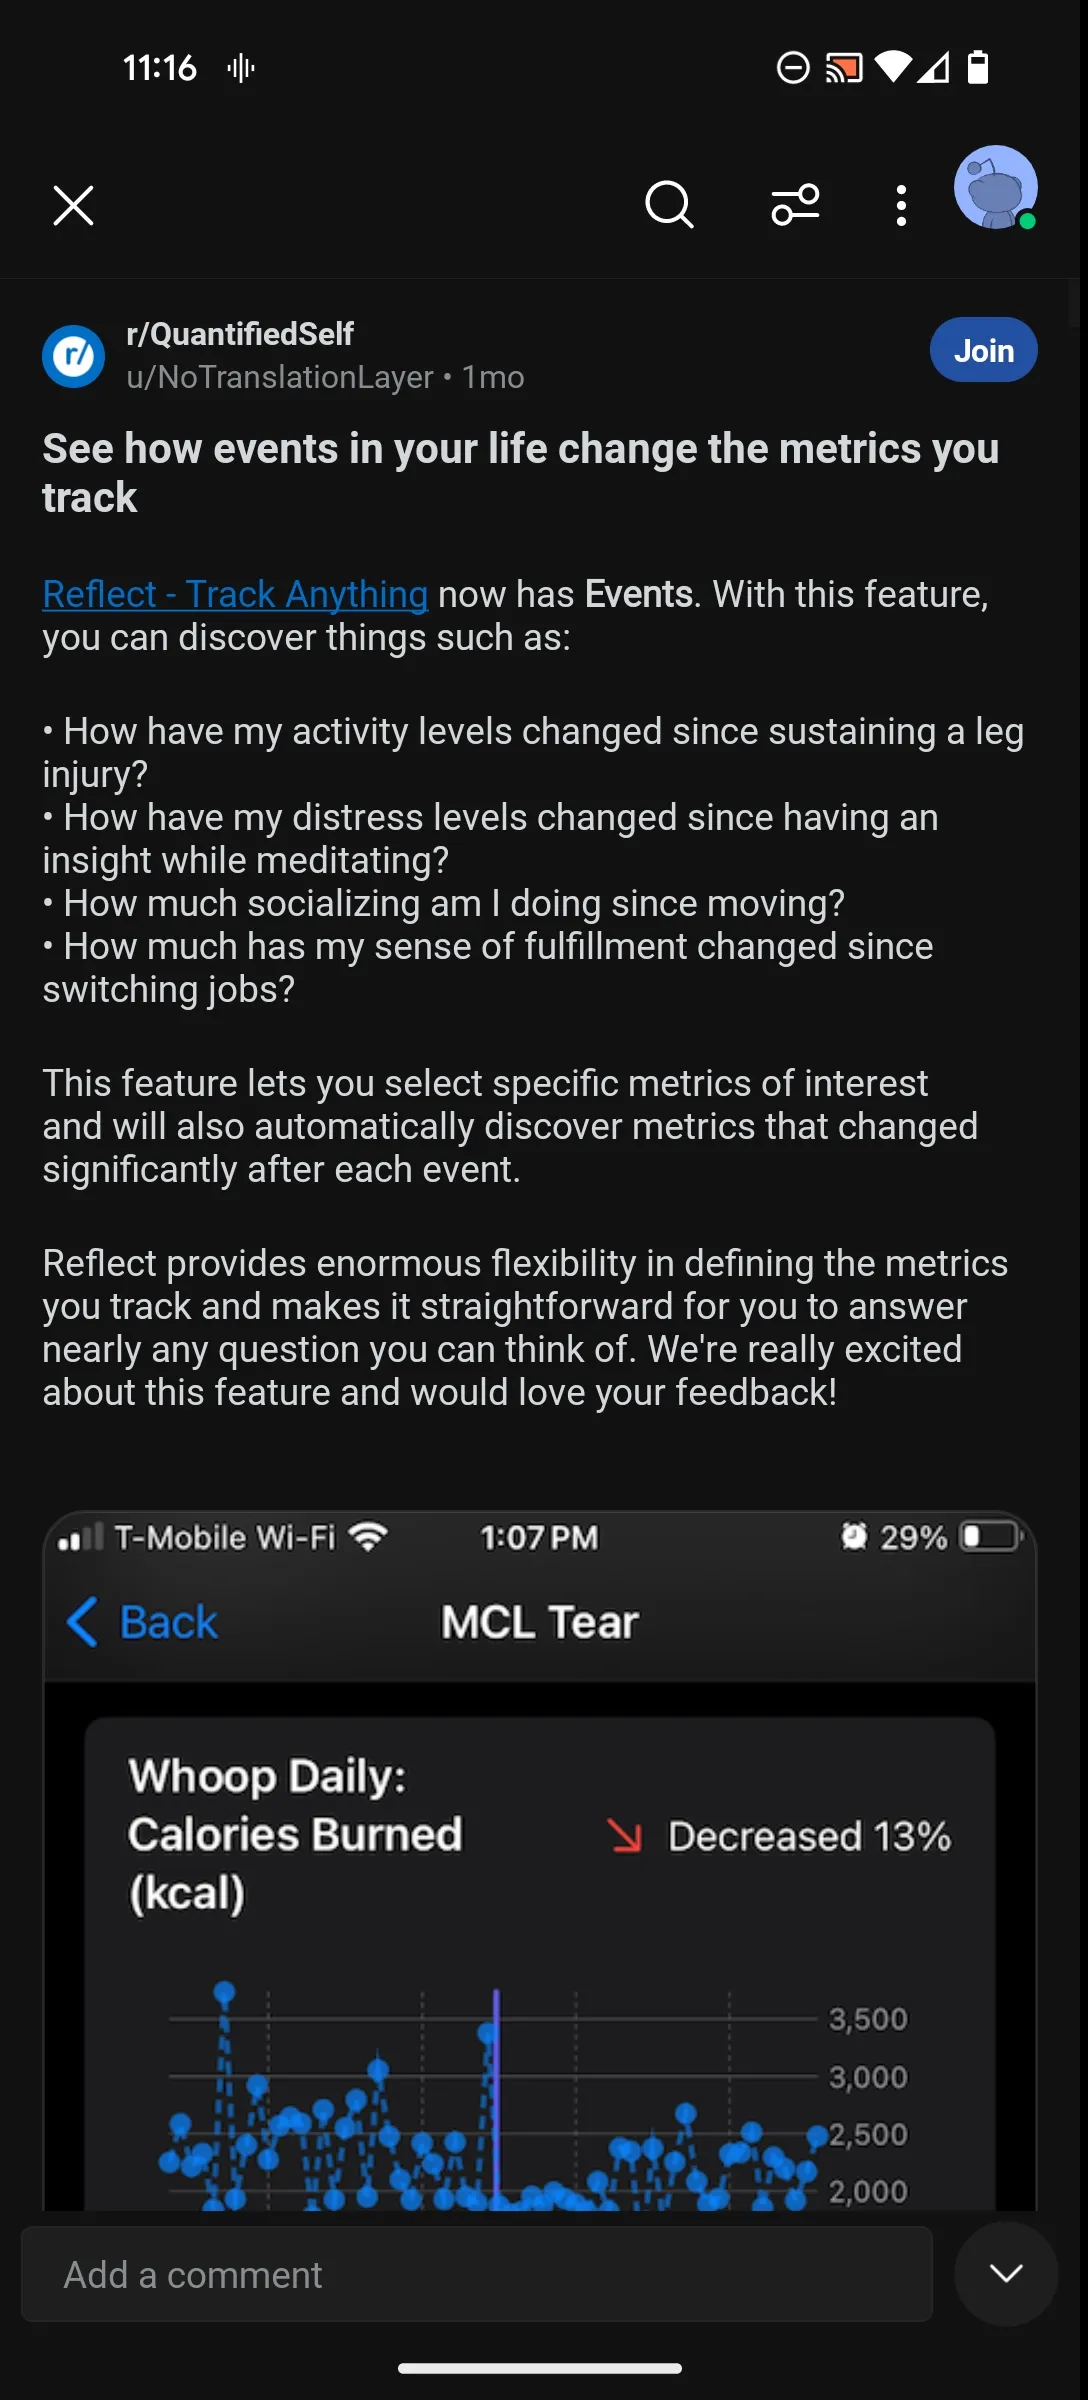 11:16
r/QuantifiedSelf
u/NoTranslationLayer • 1mo
Join
See how events in your life change the metrics you
track
Reflect - Track Anything now has Events. With this feature,
you can discover things such as:
• How have my activity levels changed since sustaining a leg
injury?
• How have my distress levels changed since having an
insight while meditating?
• How much socializing am I doing since moving?
• How much has my sense of fulfillment changed since
switching jobs?
This feature lets you select specific metrics of interest
and will also automatically discover metrics that changed
significantly after each event.
Reflect provides enormous flexibility in defining the metrics
you track and makes it straightforward for you to answer
nearly any question you can think of. We're really excited
about this feature and would love your feedback!
T-Mobile Wi-Fi 1:07 PM 29%
Back MCL Tear
Whoop Daily:
Calories Burned
(kcal)
Decreased 13%
3,500
3,000
2,500
2,000
Add a comment